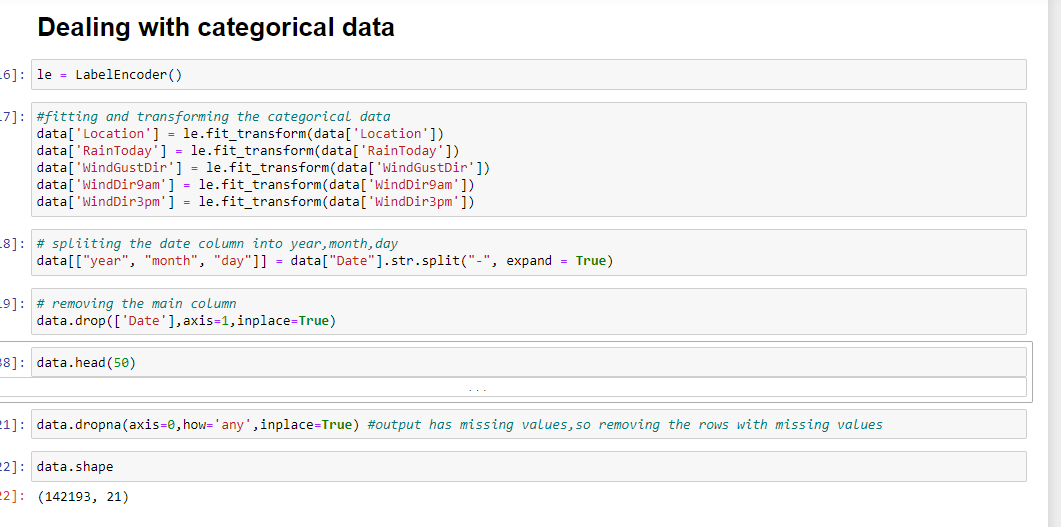 Dealing with categorical data
6]: le = LabelEncoder()
7]: #fitting and transforming the categorical data
data['Location'] = le.fit_transform(data['Location'])
data['RainToday'] = le.fit_transform(data['RainToday'])
data['WindGustDir'] = le.fit_transform(data['WindGustDir'])
data['WindDir9am'] = le.fit_transform(data['WindDir9am'])
data['WindDir3pm'] = le.fit_transform(data['WindDir3pm'])
8]: # spliiting the date column into year,month,day
data[["year", "month", "day"]] = data["Date"].str.split("-", expand = True)
9]: # removing the main column
data.drop(['Date'],axis=1,inplace=True)
38]: data.head(50)
...
21]: data.dropna(axis=0,how='any',inplace=True) #output has missing values,so removing the rows with missing values
22]: data.shape
22]: (142193, 21)